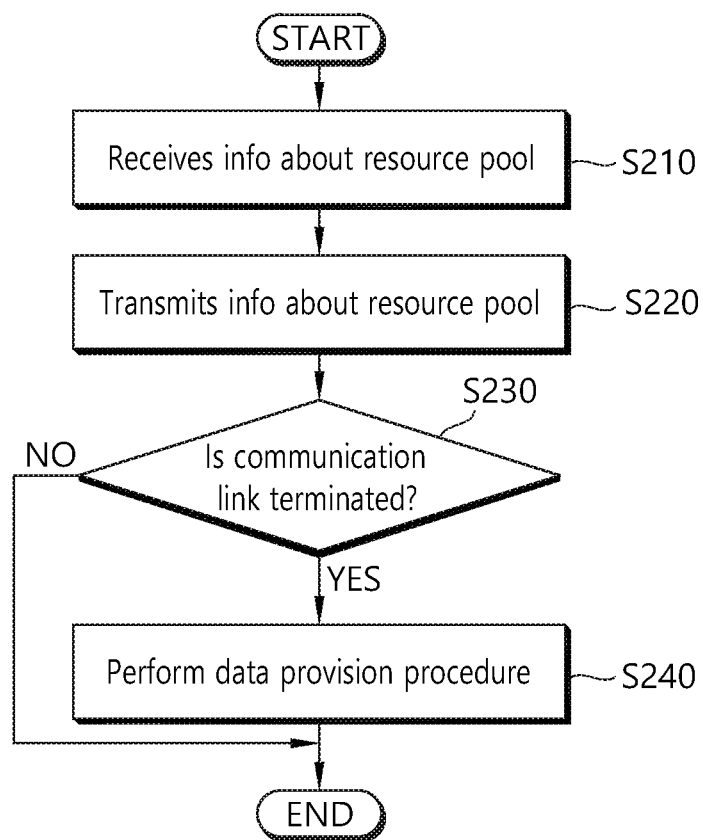 START
Receives info about resource pool
S210
Transmits info about resource pool
S220
S230
Is communication
link terminated?
NO
YES
Perform data provision procedure
S240
END